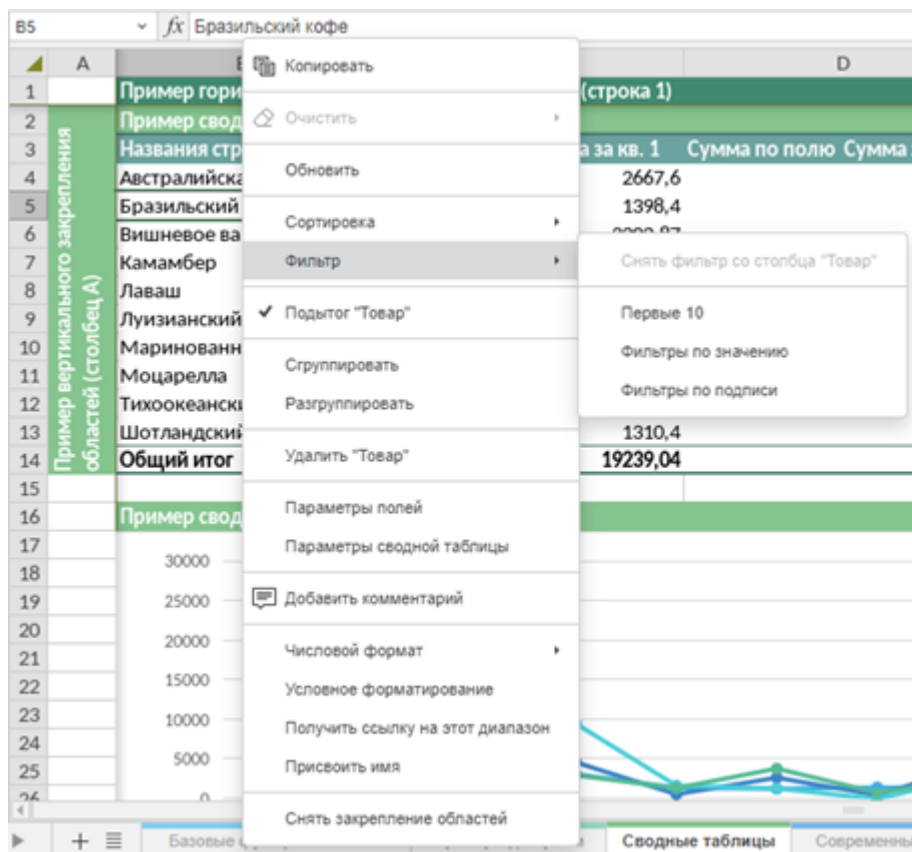 B5
fx Бразильский кофе
A
D
Копировать
1 Пример гори (строка 1)
Очистить
2 Пример свод
3 Названия стр а за кв. 1 Сумма по полю Сумма
Обновить
4 Австралийска 2667,6
5 Бразильский 1398,4
Сортировка
6 Вишневое ва
Фильтр
Снять фильтр со столбца "Товар"
7 Камамбер
8 Лаваш
Подытог "Товар"
Первые 10
9 Луизианский
Фильтры по значению
10 Маринованн
Сгруппировать
11 Моцарелла
Фильтры по подписи
12 Тихоокеански
Разгруппировать
13 Шотландский 1310,4
14 Общий итог 19239,04
Удалить "Товар"
Пример вертикального закрепления
областей (столбец А)
15
Параметры полей
16 Пример свод
17
Параметры сводной таблицы
30000
18
19
25000
Добавить комментарий
20
20000
21
Числовой формат
15000
22
Условное форматирование
23
10000
Получить ссылку на этот диапазон
24
5000
25
Присвоить имя
26
0
Снять закрепление областей
Базовые
Сводные таблицы
Современны